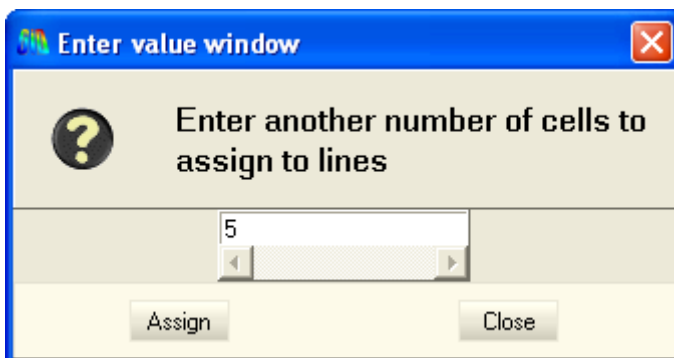 Enter value window
Enter another number of cells to
assign to lines
5
Assign
Close